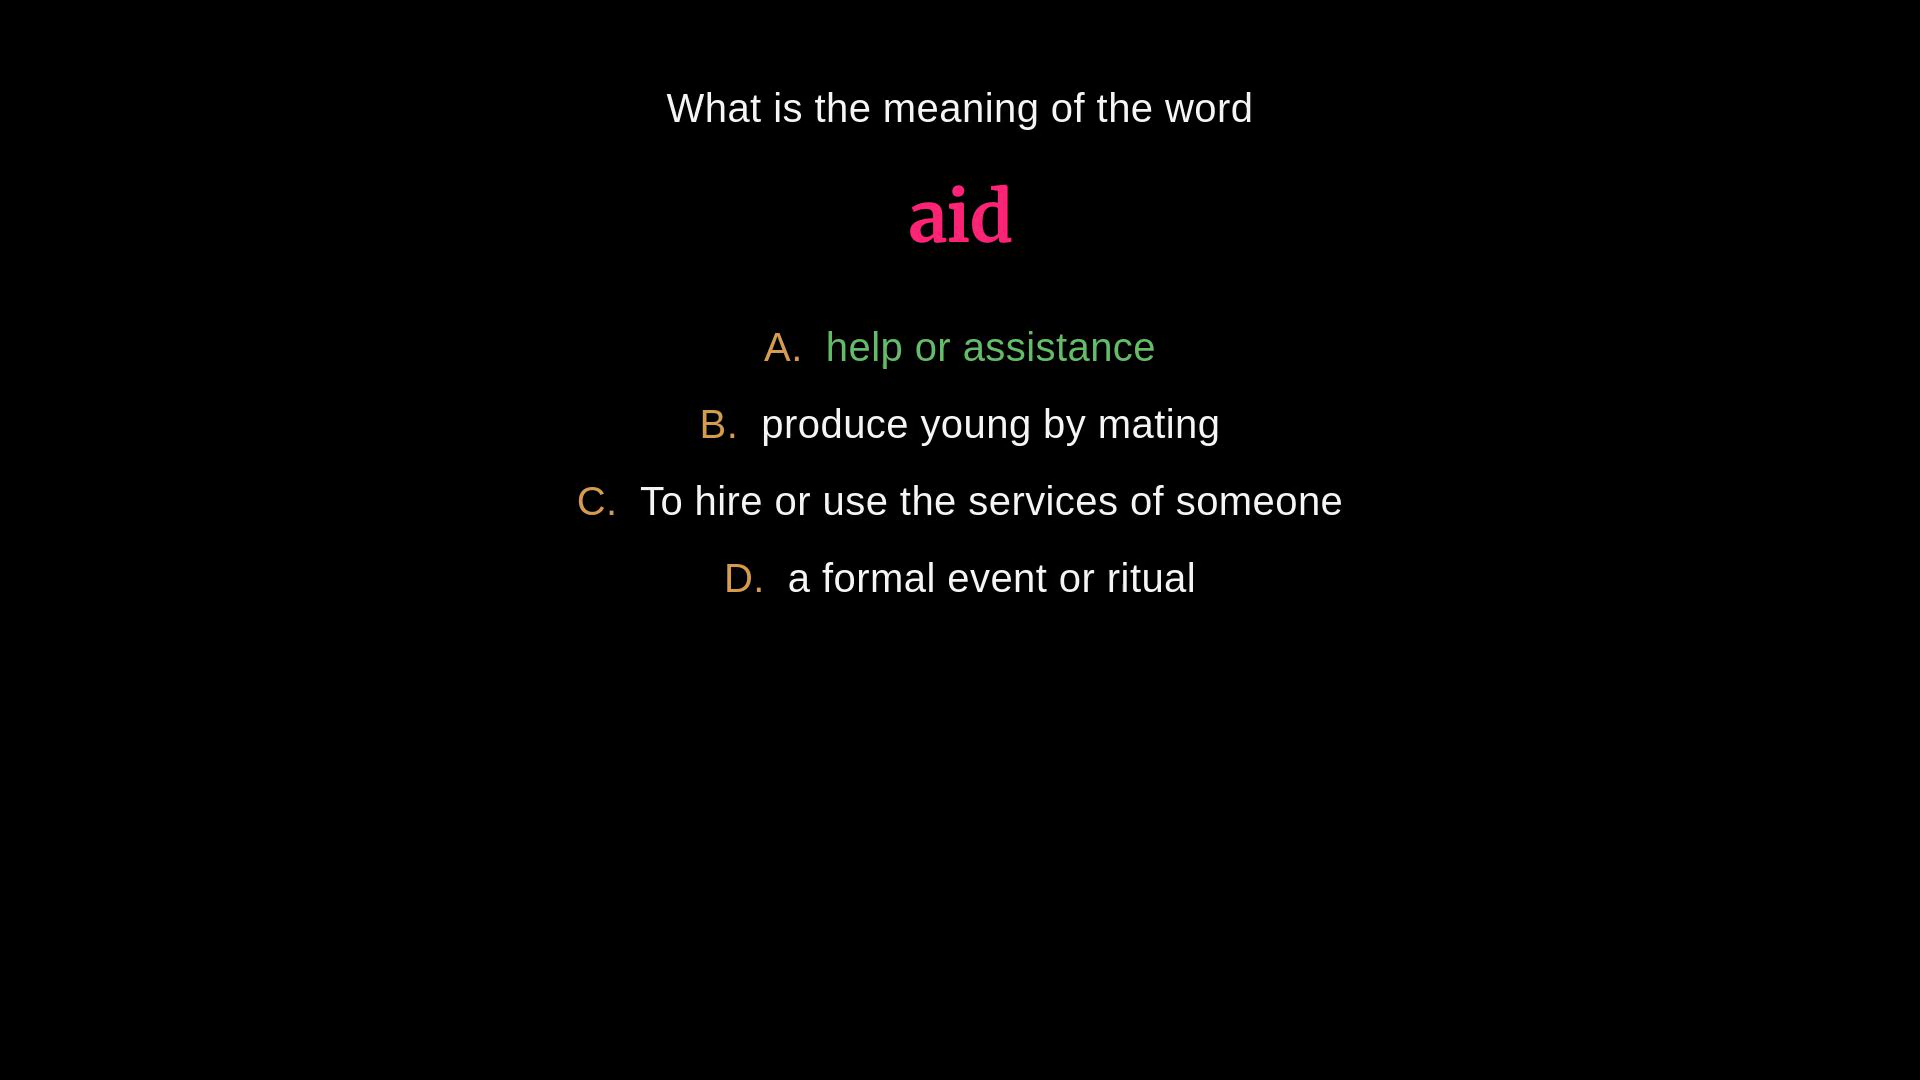 What is the meaning of the word
aid
A. help or assistance
B. produce young by mating
C. To hire or use the services of someone
D. a formal event or ritual